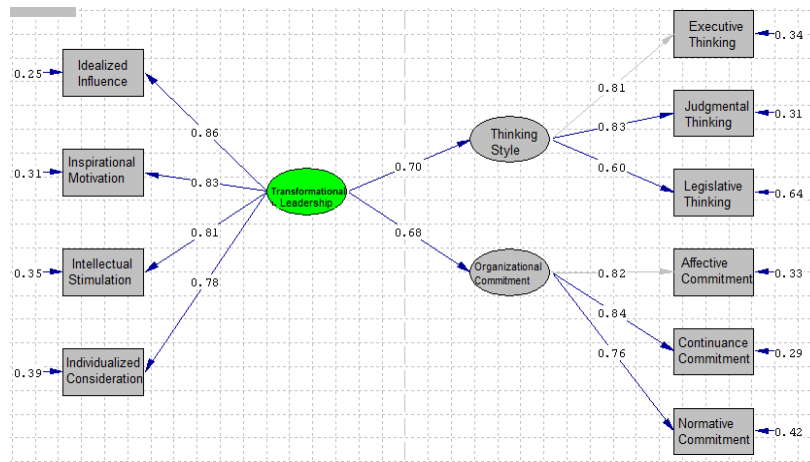 Idealized
Influence
0.25
0.86
Inspirational
Motivation
0.31
0.83
Intellectual
Stimulation
0.35
0.81
Individualized
Consideration
0.39
0.78
Transformational
Leadership
0.70
0.68
Thinking
Style
0.81
0.83
0.60
Executive
Thinking
0.34
Judgmental
Thinking
0.31
Legislative
Thinking
0.64
Organizational
Commitment
0.82
0.84
0.76
Affective
Commitment
0.33
Continuance
Commitment
0.29
Normative
Commitment
0.42